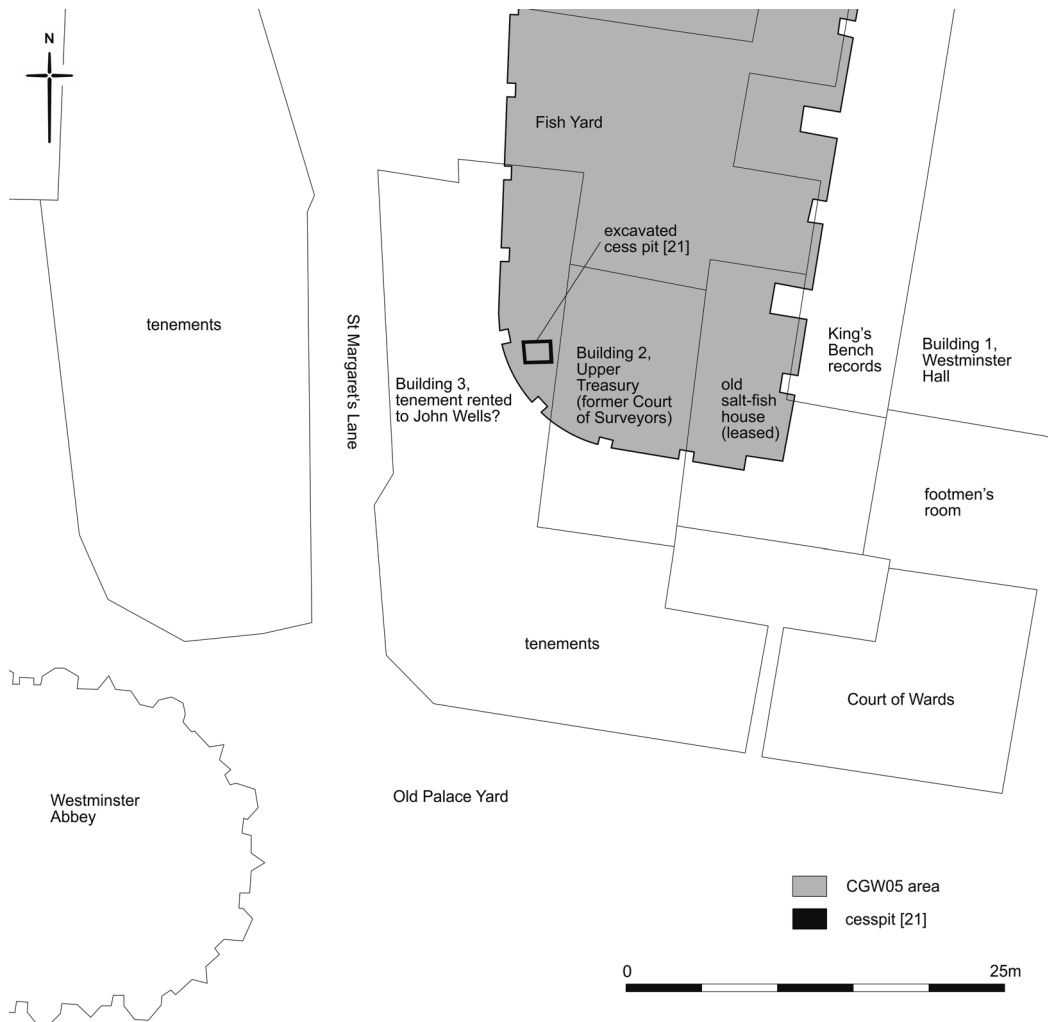 N
Fish Yard
excavated
cess pit [21]
tenements
St Margaret's Lane
Building 3,
tenement rented
to John Wells?
Building 2,
Upper
Treasury
(former Court
of Surveyors)
old
salt-fish
house
(leased)
King's
Bench
records
Building 1,
Westminster
Hall
footmen's
room
tenements
Court of Wards
Westminster
Abbey
Old Palace Yard
CGW05 area
cesspit [21]
0
25m